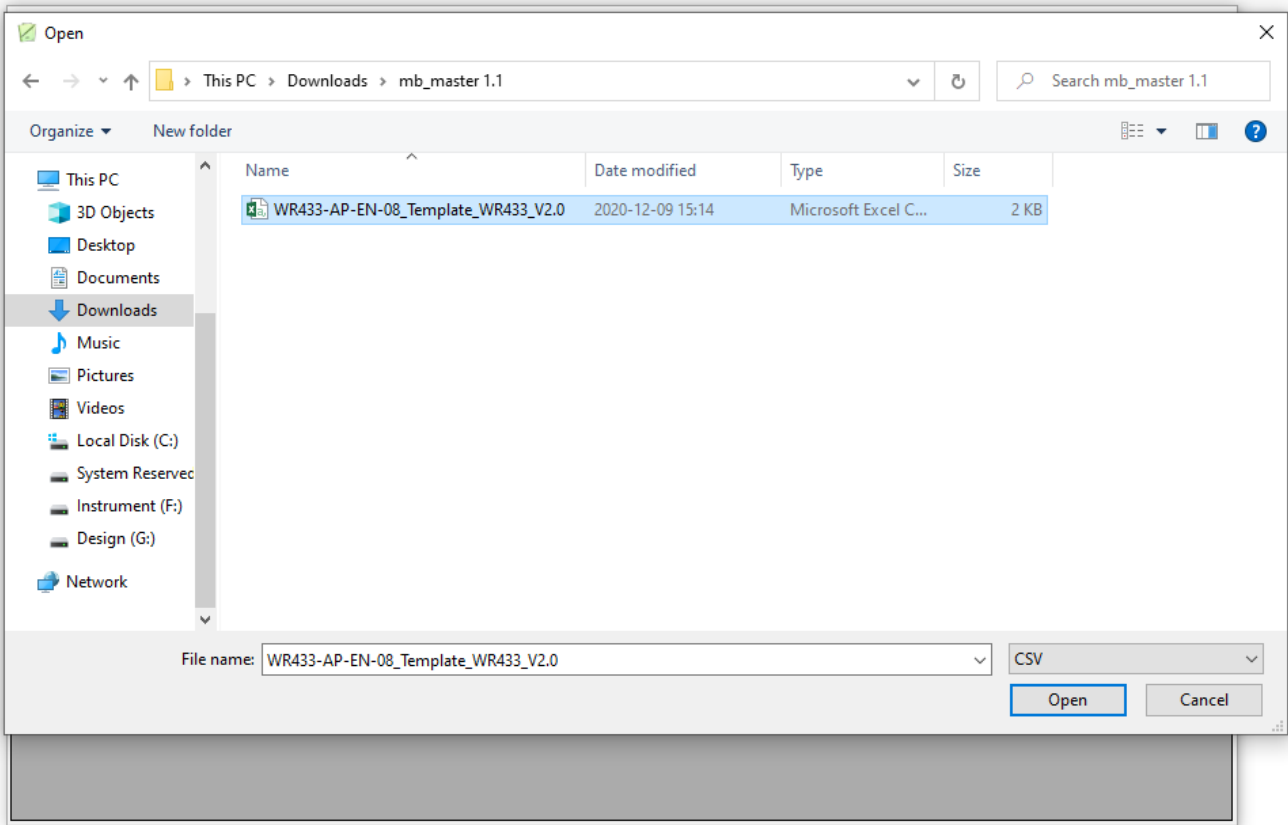 Open
This PC > Downloads > mb_master 1.1
Search mb_master 1.1
Organize
New folder
Name
Date modified
Type
Size
WR433-AP-EN-08_Template_WR433_V2.0
2020-12-09 15:14
Microsoft Excel C...
2 KB
This PC
3D Objects
Desktop
Documents
Downloads
Music
Pictures
Videos
Local Disk (C:)
System Reserved
Instrument (F:)
Design (G:)
Network
File name:
WR433-AP-EN-08_Template_WR433_V2.0
CSV
Open
Cancel